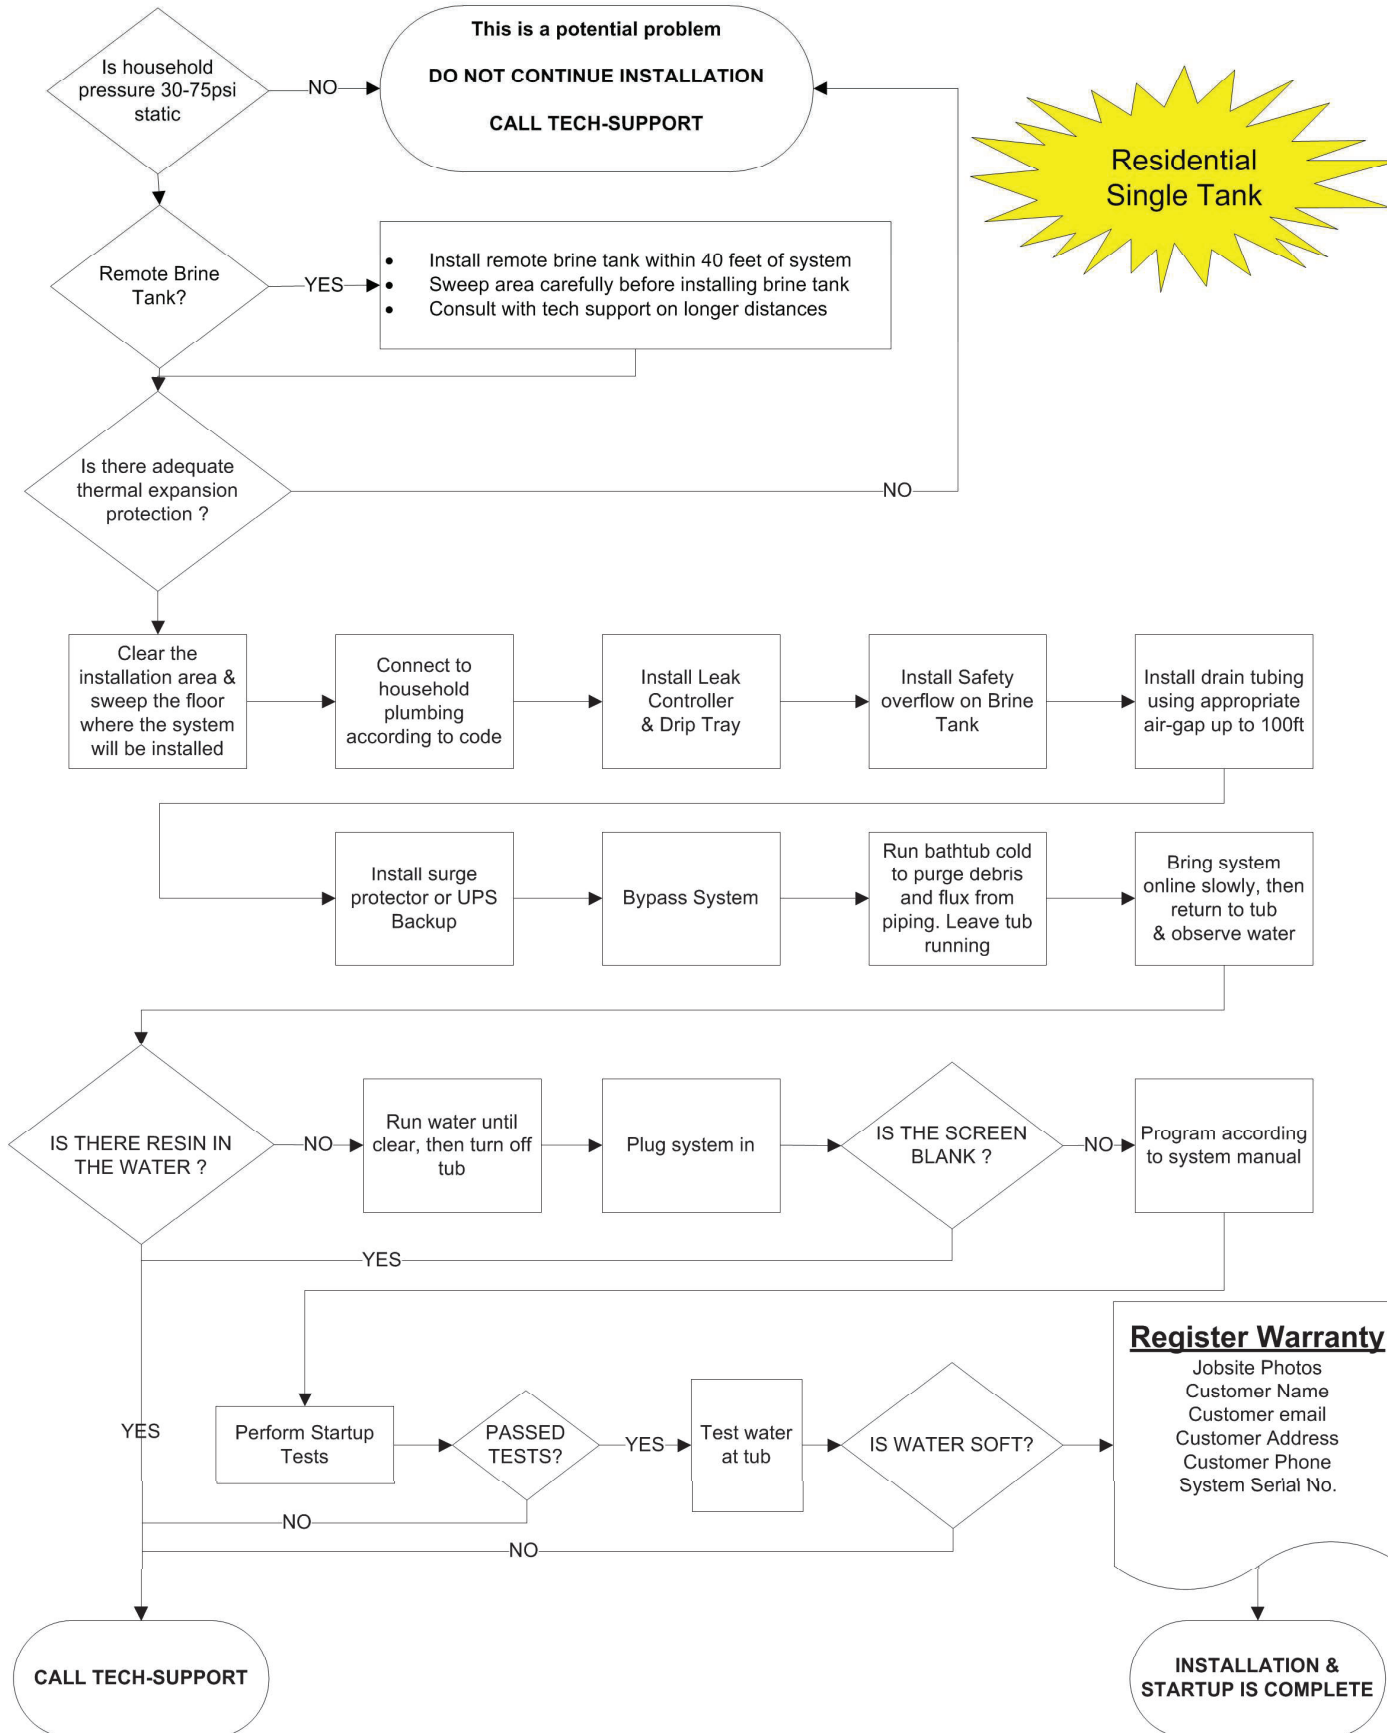 Is household
pressure 30-75psi
static
NO
This is a potential problem
DO NOT CONTINUE INSTALLATION
CALL TECH-SUPPORT
Residential
Single Tank
Remote Brine
Tank?
YES
• Install remote brine tank within 40 feet of system
• Sweep area carefully before installing brine tank
• Consult with tech support on longer distances
Is there adequate
thermal expansion
protection ?
NO
Clear the
installation area &
sweep the floor
where the system
will be installed
Connect to
household
plumbing
according to code
Install Leak
Controller
& Drip Tray
Install Safety
overflow on Brine
Tank
Install drain tubing
using appropriate
air-gap up to 100ft
Install surge
protector or UPS
Backup
Bypass System
Run bathtub cold
to purge debris
and flux from
piping. Leave tub
running
Bring system
online slowly, then
return to tub
& observe water
IS THERE RESIN IN
THE WATER ?
NO
Run water until
clear, then turn off
tub
Plug system in
IS THE SCREEN
BLANK ?
NO
Program according
to system manual
YES
YES
Perform Startup
Tests
PASSED
TESTS?
YES
Test water
at tub
IS WATER SOFT?
Register Warranty
Jobsite Photos
Customer Name
Customer email
Customer Address
Customer Phone
System Serial No.
NO
NO
CALL TECH-SUPPORT
INSTALLATION &
STARTUP IS COMPLETE